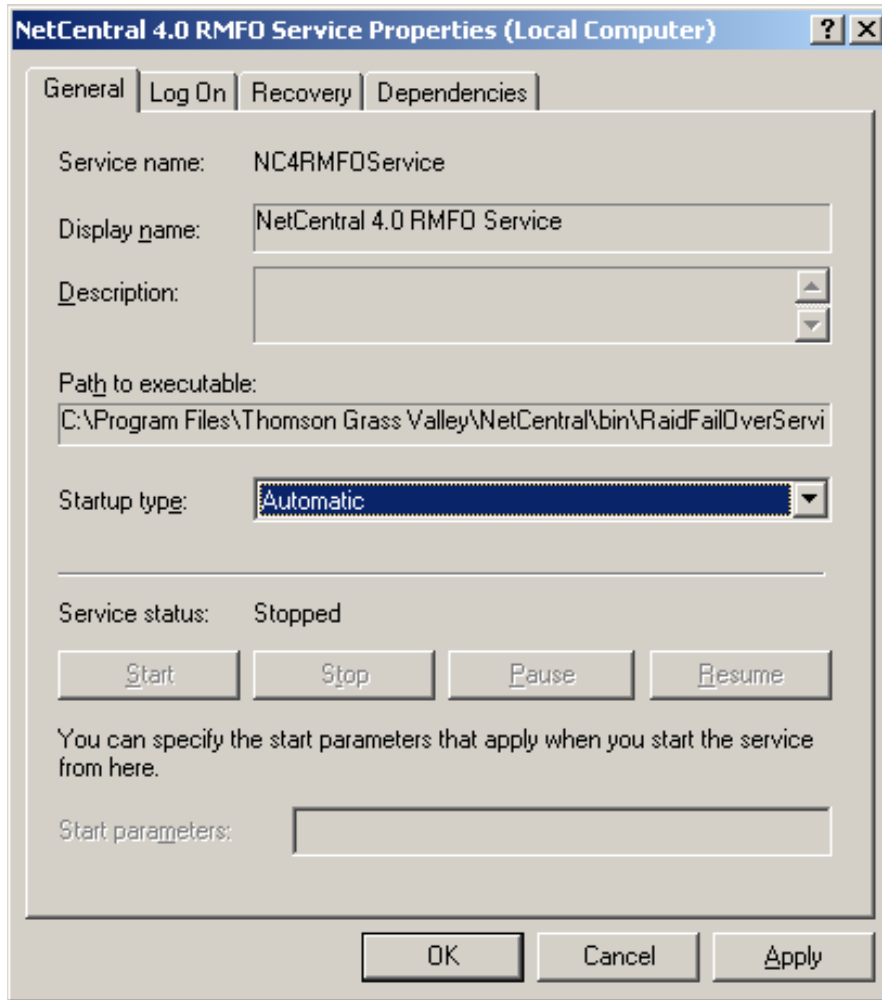 NetCentral 4.0 RMFO Service Properties (Local Computer)
General Log On Recovery Dependencies
Service name: NC4RMFOService
Display name: NetCentral 4.0 RMFO Service
Description:
Path to executable:
C:\Program Files\Thomson Grass Valley\NetCentral\bin\RaidFailOverServi
Startup type: Automatic
Service status: Stopped
Start Stop Pause Resume
You can specify the start parameters that apply when you start the service
from here.
Start parameters:
OK Cancel Apply